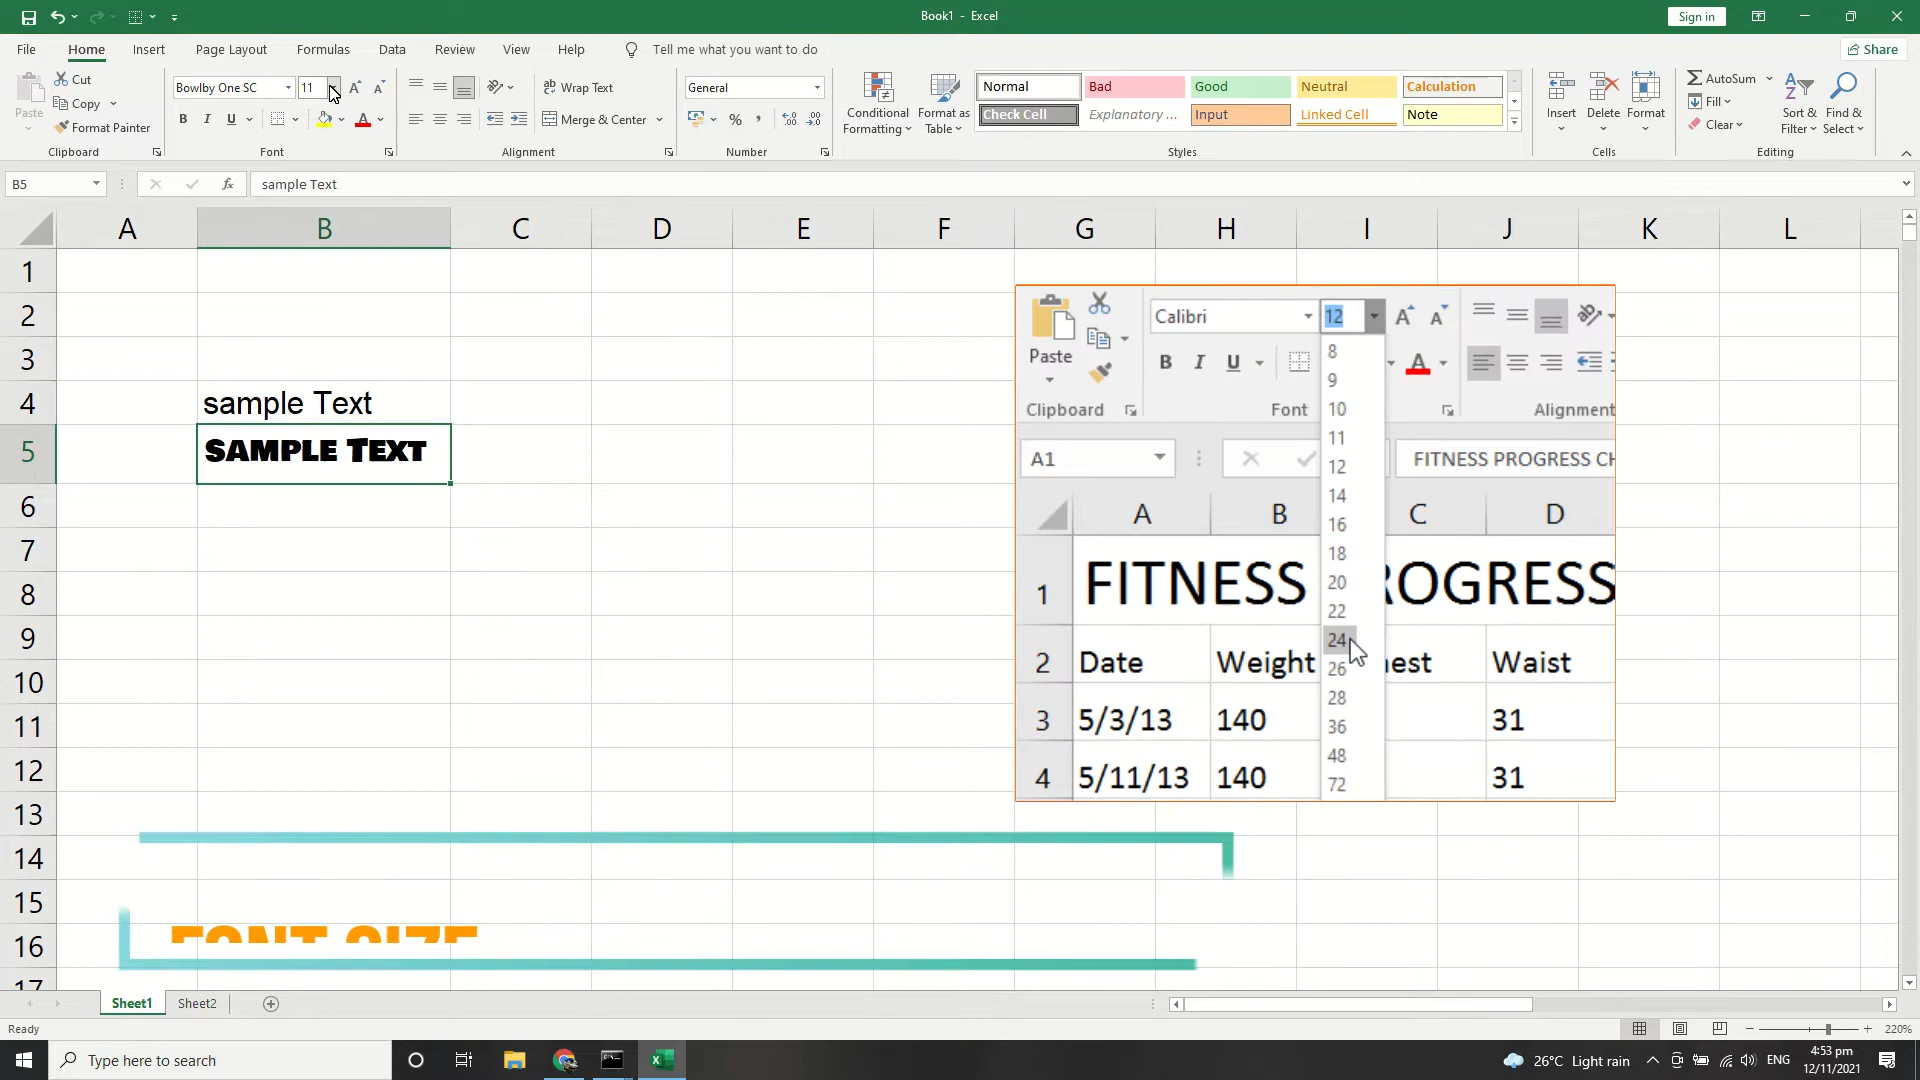 Book1 - Excel
Sign in
File Home Insert Page Layout Formulas Data Review View Help Tell me what you want to do Share
Paste
Cut
Copy
Format Painter
Clipboard
Bowlby One SC 11
B I U
Font
Wrap Text
Merge & Center
Alignment
General
% ,
Number
Conditional Formatting
Format as Table
Normal Bad Good Neutral Calculation
Check Cell Explanatory ... Input Linked Cell Note
Styles
Insert Delete Format
Cells
AutoSum
Fill
Clear
Sort & Filter
Find & Select
Editing
B5 fx sample Text
A B C D E F G H I J K L
1
2
3
4 sample Text
5 SAMPLE TEXT
6
7
8
9
10
11
12
13
14
15
16
17
Paste
Clipboard
Calibri 12
B I U
Font
Alignment
8
9
10
11
12
14
16
18
20
22
24
26
28
36
48
72
A1 FITNESS PROGRESS CH
A B C D
1 FITNESS PROGRESS
2 Date Weight Waist
3 5/3/13 140 31
4 5/11/13 140 31
FONT SIZE
Sheet1 Sheet2
Ready 220%
Type here to search
26°C Light rain ENG
4:53 pm
12/11/2021